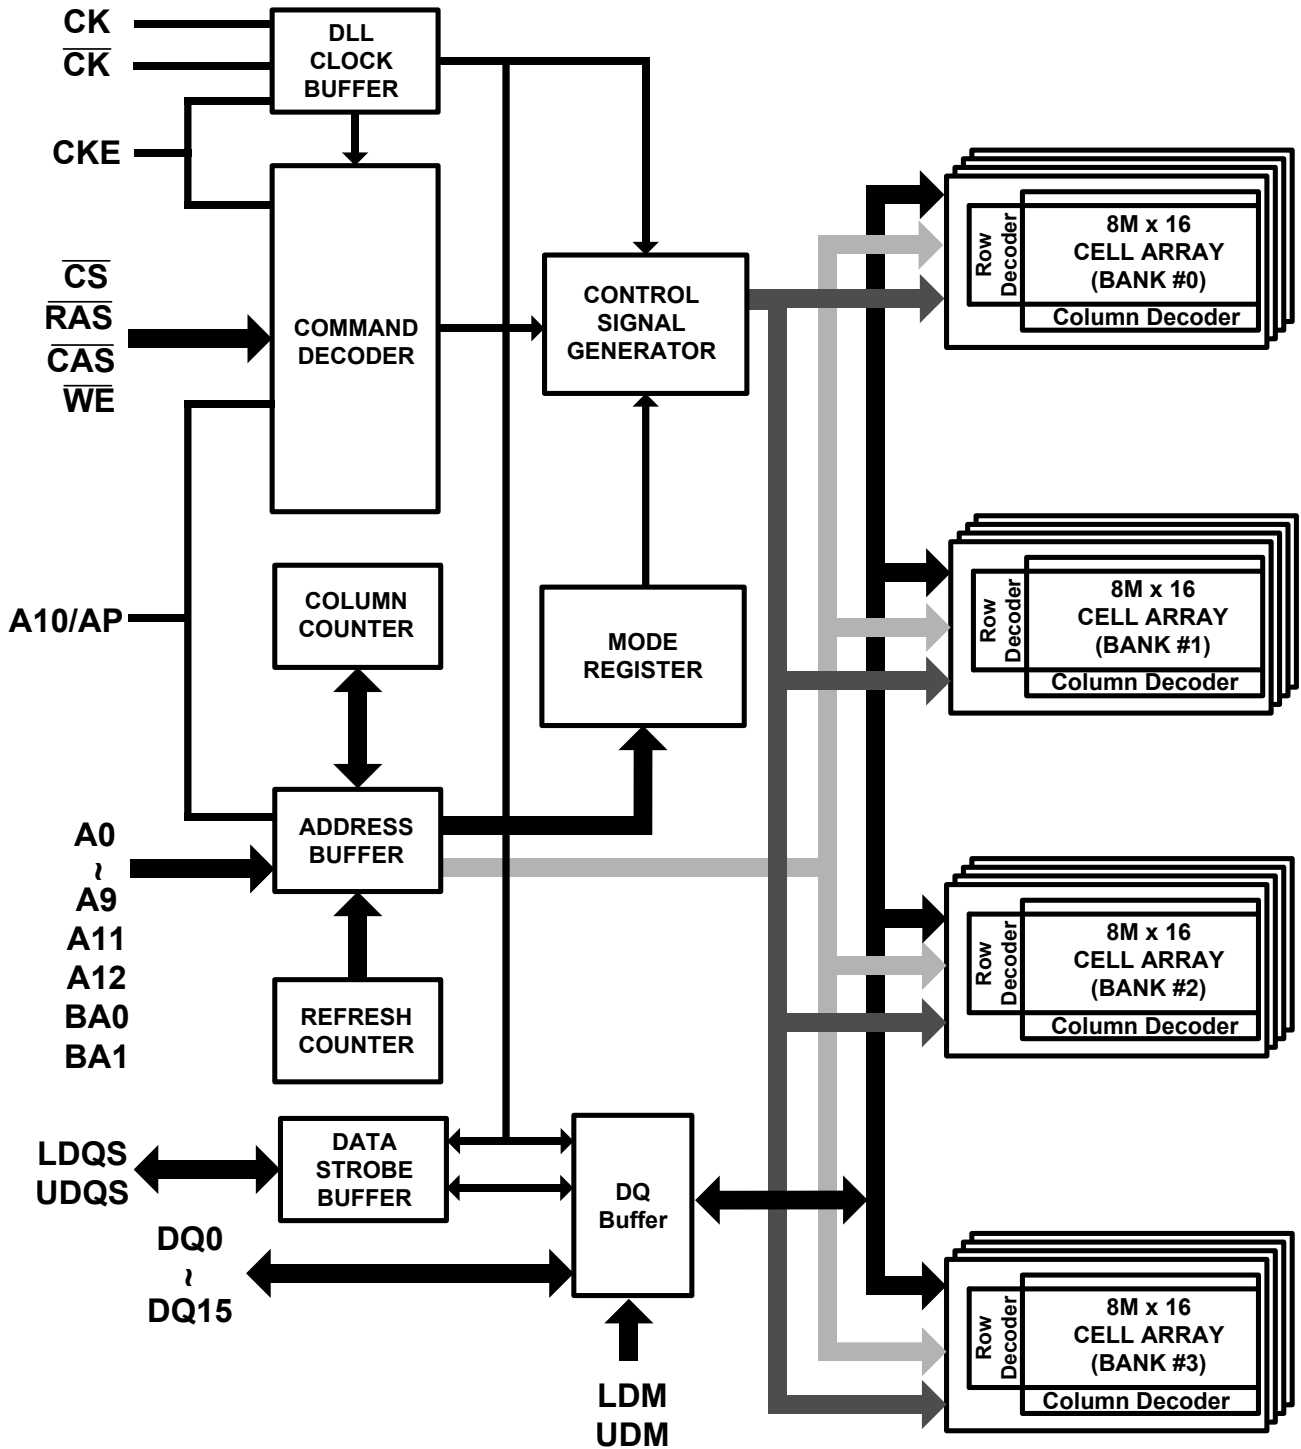 CK
CK
CKE
CS
RAS
CAS
WE
A10/AP
A0
~
A9
A11
A12
BA0
BA1
LDQS
UDQS
DQ0
~
DQ15
LDM
UDM
DLL
CLOCK
BUFFER
COMMAND
DECODER
CONTROL
SIGNAL
GENERATOR
COLUMN
COUNTER
MODE
REGISTER
ADDRESS
BUFFER
REFRESH
COUNTER
DATA
STROBE
BUFFER
DQ
Buffer
Row
Decoder
8M x 16
CELL ARRAY
(BANK #0)
Column Decoder
Row
Decoder
8M x 16
CELL ARRAY
(BANK #1)
Column Decoder
Row
Decoder
8M x 16
CELL ARRAY
(BANK #2)
Column Decoder
Row
Decoder
8M x 16
CELL ARRAY
(BANK #3)
Column Decoder